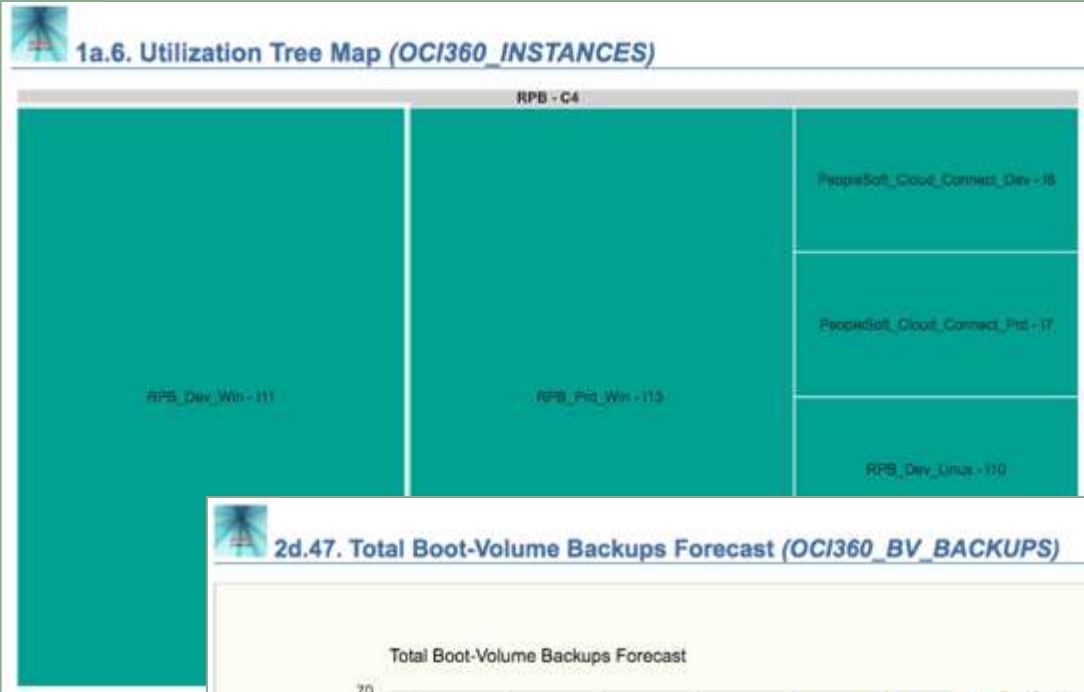 1a.6. Utilization Tree Map (OCI360_INSTANCES)
RPB - C4
PeopleSoft_Cloud_Connect_Dev - I6
PeopleSoft_Cloud_Connect_Prd - I7
RPB_Dev_Win - I11
RPB_Prd_Win - I13
RPB_Dev_Linux - I10
2d.47. Total Boot-Volume Backups Forecast (OCI360_BV_BACKUPS)
Total Boot-Volume Backups Forecast
70